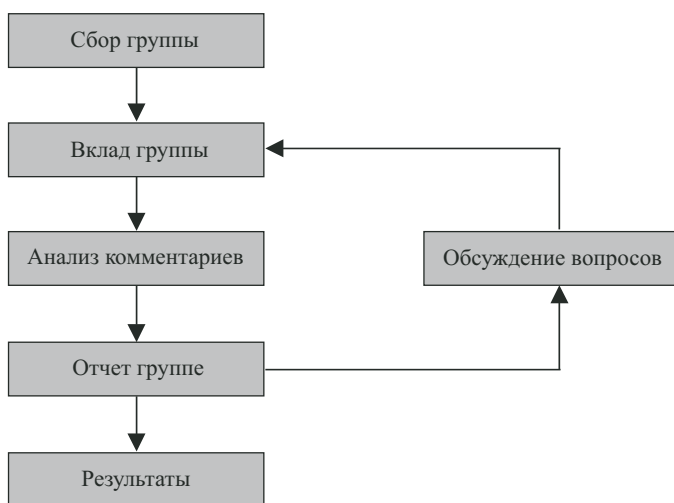 Сбор группы
Вклад группы
Анализ комментариев
Обсуждение вопросов
Отчет группе
Результаты